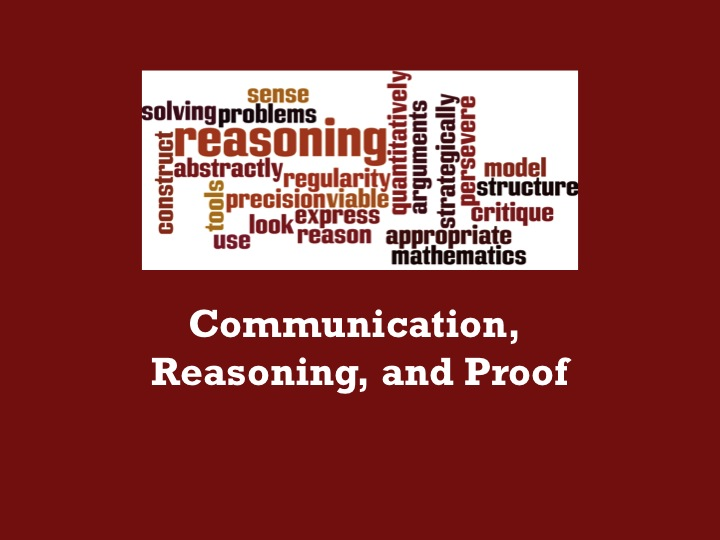 sense
solving problems
reasoning
construct
abstractly
regularity
tools
precision viable
look express
use
reason
quantitatively
arguments
strategically
persevere
model
structure
critique
appropriate
mathematics
Communication,
Reasoning, and Proof